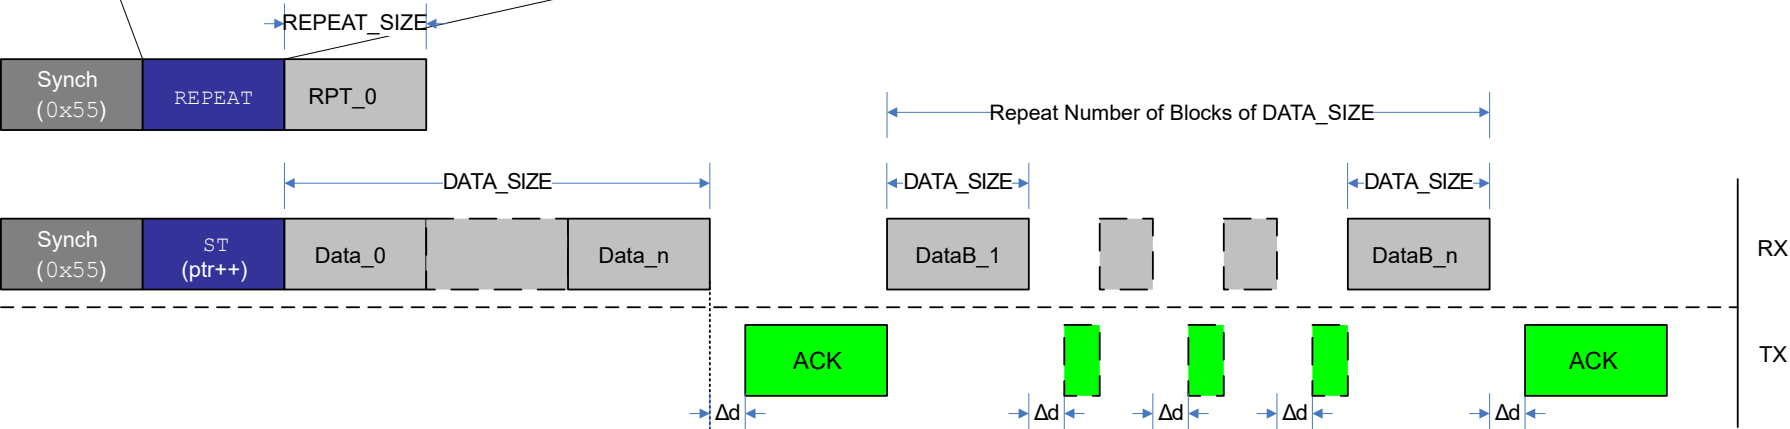 REPEAT_SIZE
Synch
(0x55)
REPEAT
RPT_0
Repeat Number of Blocks of DATA_SIZE
DATA_SIZE
DATA_SIZE
DATA_SIZE
Synch
(0x55)
ST
(ptr++)
Data_0
Data_n
DataB_1
DataB_n
RX
ACK
ACK
TX
Δd
Δd
Δd
Δd
Δd